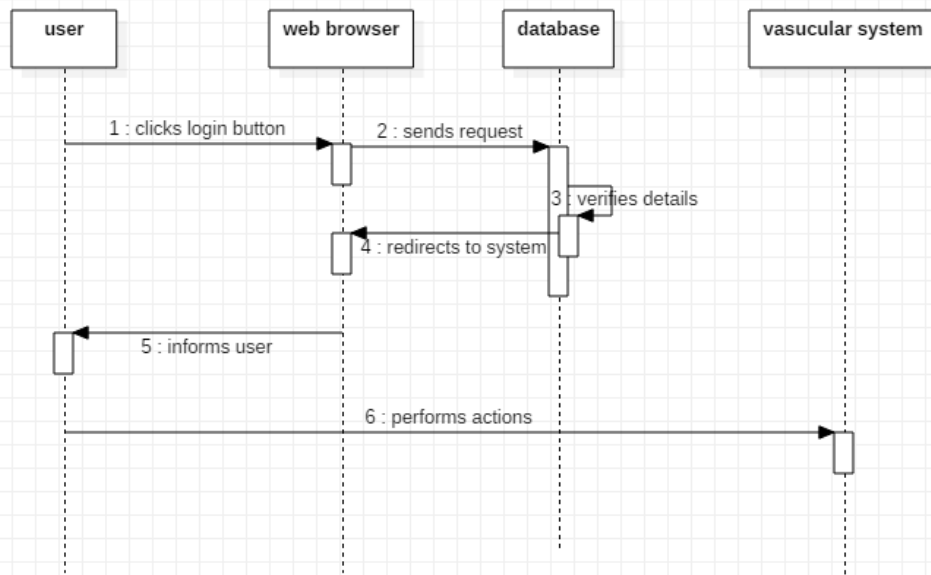 user
web browser
database
vasucular system
1 : clicks login button
2 : sends request
3 : verifies details
4 : redirects to system
5 : informs user
6 : performs actions